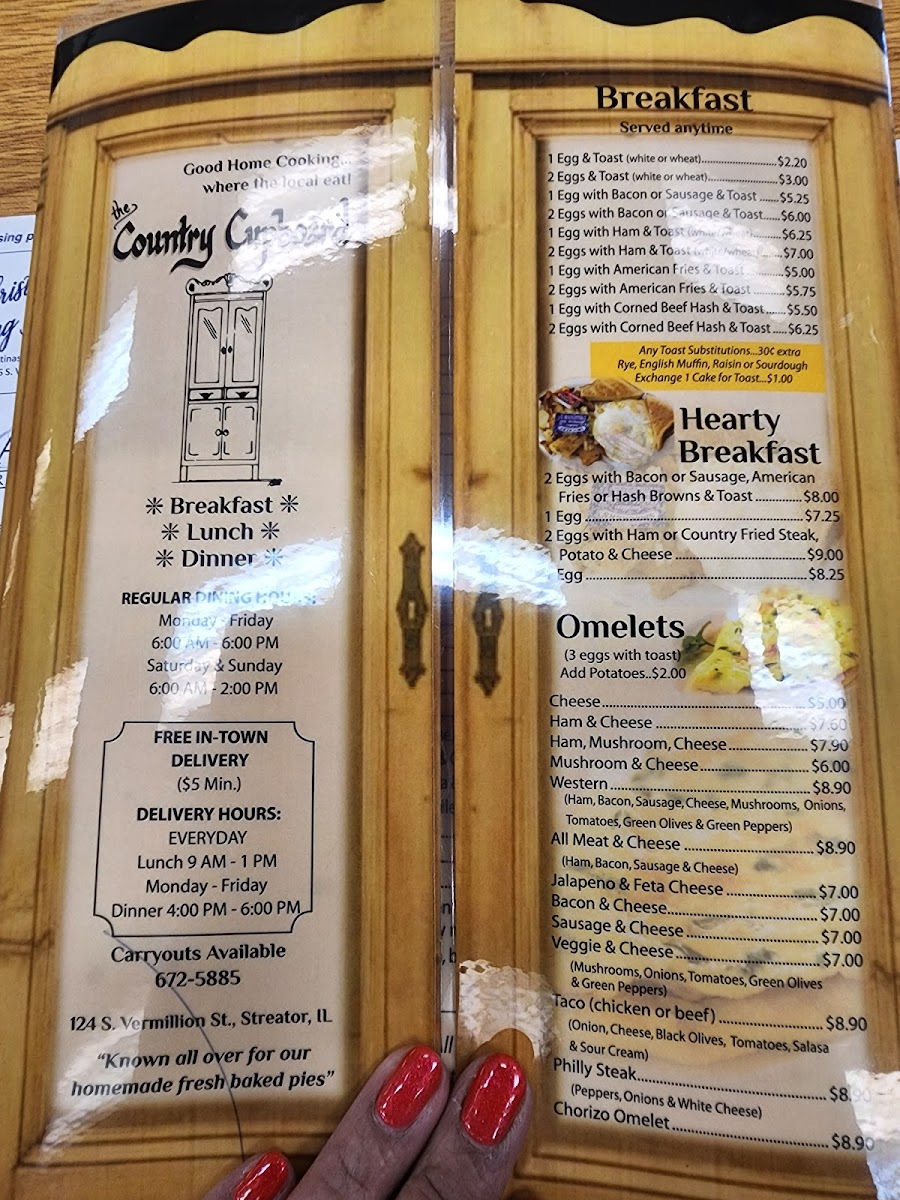 Good Home Cooking...
where the local eat!
the
Country Cupboard
✳ Breakfast ✳
✳ Lunch ✳
✳ Dinner ✳
REGULAR DINING HOURS:
Monday - Friday
6:00 AM - 6:00 PM
Saturday & Sunday
6:00 AM - 2:00 PM
FREE IN-TOWN
DELIVERY
($5 Min.)
DELIVERY HOURS:
EVERYDAY
Lunch 9 AM - 1 PM
Monday - Friday
Dinner 4:00 PM - 6:00 PM
Carryouts Available
672-5885
124 S. Vermillion St., Streator, IL
“Known all over for our
homemade fresh baked pies”
Breakfast
Served anytime
1 Egg & Toast (white or wheat)....................$2.20
2 Eggs & Toast (white or wheat)..................$3.00
1 Egg with Bacon or Sausage & Toast .....$5.25
2 Eggs with Bacon or Sausage & Toast.....$6.00
1 Egg with Ham & Toast (white/wheat)........$6.25
2 Eggs with Ham & Toast (white/wheat).....$7.00
1 Egg with American Fries & Toast ..........$5.00
2 Eggs with American Fries & Toast .........$5.75
1 Egg with Corned Beef Hash & Toast......$5.50
2 Eggs with Corned Beef Hash & Toast ....$6.25
Any Toast Substitutions...30¢ extra
Rye, English Muffin, Raisin or Sourdough
Exchange 1 Cake for Toast...$1.00
Hearty
Breakfast
2 Eggs with Bacon or Sausage, American
Fries or Hash Browns & Toast ............$8.00
1 Egg .......................................................$7.25
2 Eggs with Ham or Country Fried Steak,
Potato & Cheese ................................$9.00
Egg .......................................................$8.25
Omelets
(3 eggs with toast)
Add Potatoes..$2.00
Cheese......................................................$5.00
Ham & Cheese ..........................................$7.60
Ham, Mushroom, Cheese........................$7.90
Mushroom & Cheese..............................$6.00
Western....................................................$8.90
(Ham, Bacon, Sausage, Cheese, Mushrooms, Onions,
Tomatoes, Green Olives & Green Peppers)
All Meat & Cheese ..................................$8.90
(Ham, Bacon, Sausage & Cheese)
Jalapeno & Feta Cheese ........................$7.00
Bacon & Cheese.......................................$7.00
Sausage & Cheese ...................................$7.00
Veggie & Cheese......................................$7.00
(Mushrooms, Onions, Tomatoes, Green Olives
& Green Peppers)
Taco (chicken or beef) ...........................$8.90
(Onion, Cheese, Black Olives, Tomatoes, Salasa
& Sour Cream)
Philly Steak...............................................$8.90
(Peppers, Onions & White Cheese)
Chorizo Omelet ........................................$8.90